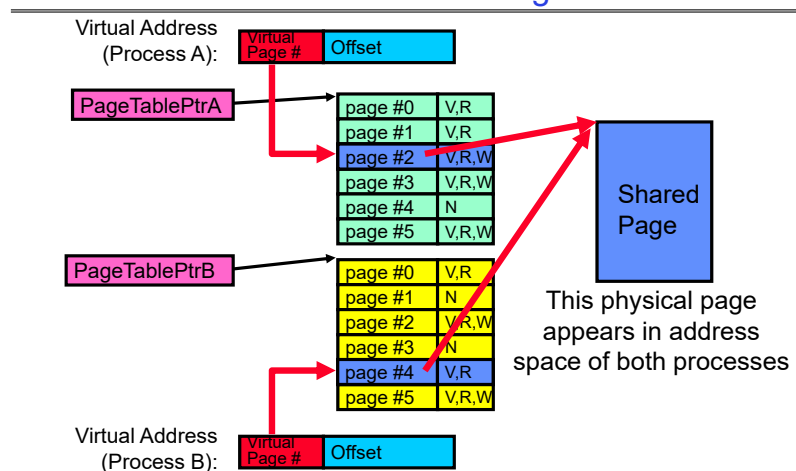 Virtual Address
(Process A):
Virtual
Page #
Offset
PageTablePtrA
page #0 V,R
page #1 V,R
page #2 V,R,W
page #3 V,R,W
page #4 N
page #5 V,R,W
Shared
Page
This physical page
appears in address
space of both processes
PageTablePtrB
page #0 V,R
page #1 N
page #2 V,R,W
page #3 N
page #4 V,R
page #5 V,R,W
Virtual Address
(Process B):
Virtual
Page #
Offset